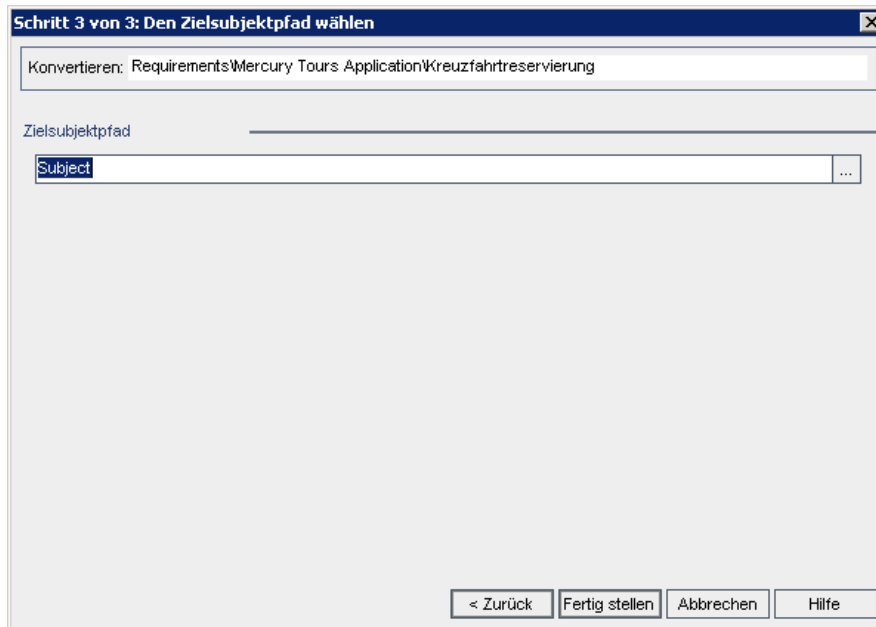 Schritt 3 von 3: Den Zielsubjektpfad wählen
Konvertieren: Requirements\Mercury Tours Application\Kreuzfahrtreservierung
Zielsubjektpfad
Subject ...
< Zurück Fertig stellen Abbrechen Hilfe